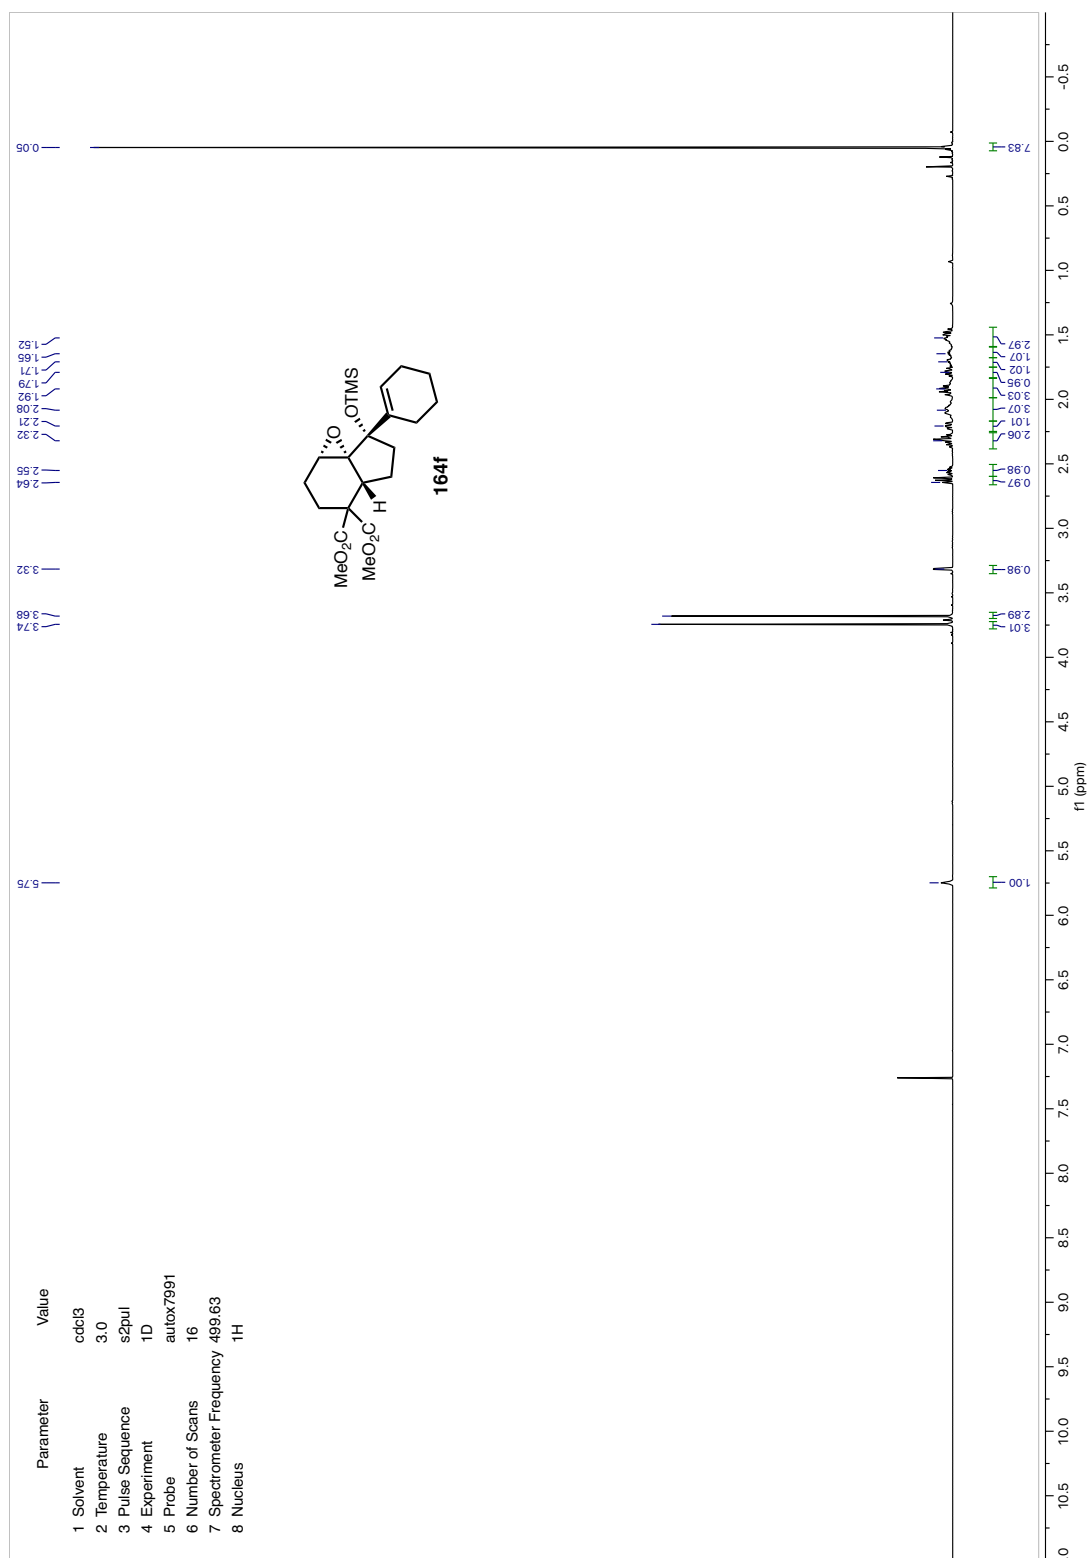 Parameter Value
1 Solvent cdcl3
2 Temperature 3.0
3 Pulse Sequence s2pul
4 Experiment 1D
5 Probe autox7991
6 Number of Scans 16
7 Spectrometer Frequency 499.63
8 Nucleus 1H
5.75
3.74
3.68
3.32
2.64
2.55
2.32
2.21
2.08
1.92
1.79
1.71
1.65
1.52
0.05
MeO2C
MeO2C
H
O
OTMS
164f
1.00
3.01
2.89
0.98
0.97
0.98
2.06
1.01
3.07
3.03
0.95
1.02
1.07
2.97
7.83
0 10.5 10.0 9.5 9.0 8.5 8.0 7.5 7.0 6.5 6.0 5.5 5.0 4.5 4.0 3.5 3.0 2.5 2.0 1.5 1.0 0.5 0.0 -0.5
f1 (ppm)